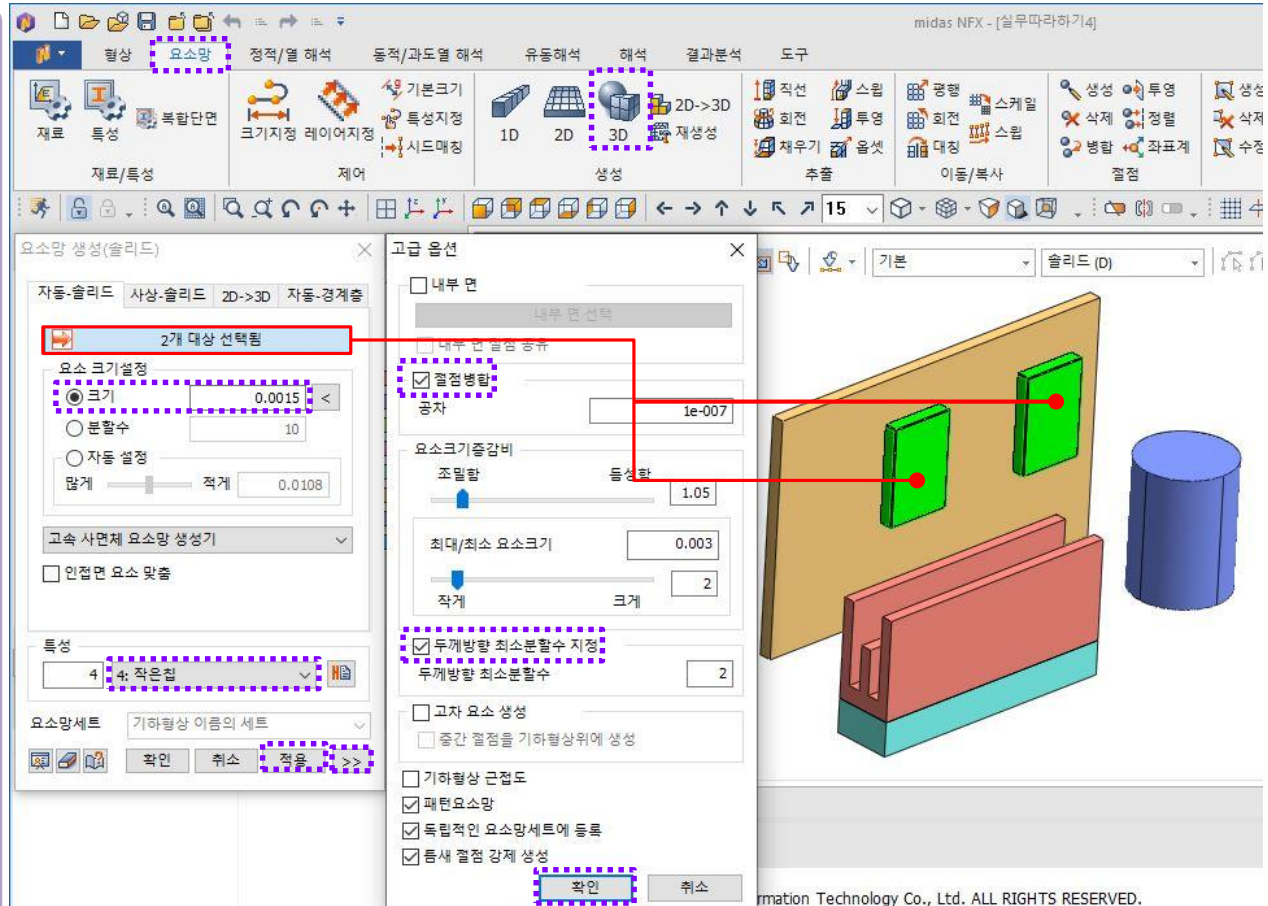 midas NFX - [실무따라하기4]
형상 요소망 정적/열 해석 동적/과도열 해석 유동해석 해석 결과분석 도구
재료 특성 복합단면
크기지정 레이어지정 기본크기 특성지정 시드매칭
1D 2D 3D 2D->3D 재생성
직선 스윕 회전 투영 채우기 옵셋
평행 회전 대칭 스케일 스윕
생성 투영 삭제 정렬 병합 좌표계
생성 삭제 수정
재료/특성 제어 생성 추출 이동/복사 절점
15
기본 솔리드 (D)
요소망 생성(솔리드)
자동-솔리드 사상-솔리드 2D->3D 자동-경계층
2개 대상 선택됨
요소 크기설정
크기 0.0015 <
분할수 10
자동 설정
많게 적게 0.0108
고속 사면체 요소망 생성기
인접면 요소 맞춤
특성
4 4: 작은칩
요소망세트 기하형상 이름의 세트
확인 취소 적용 >>
고급 옵션
내부 면
내부 면 선택
내부 면 절점 공유
절점병합
공차 1e-007
요소크기증감비
조밀함 듬성함
1.05
최대/최소 요소크기 0.003
2
작게 크게
두께방향 최소분할수 지정
두께방향 최소분할수 2
고차 요소 생성
중간 절점을 기하형상위에 생성
기하형상 근접도
패턴요소망
독립적인 요소망세트에 등록
틈새 절점 강제 생성
확인 취소
rmation Technology Co., Ltd. ALL RIGHTS RESERVED.